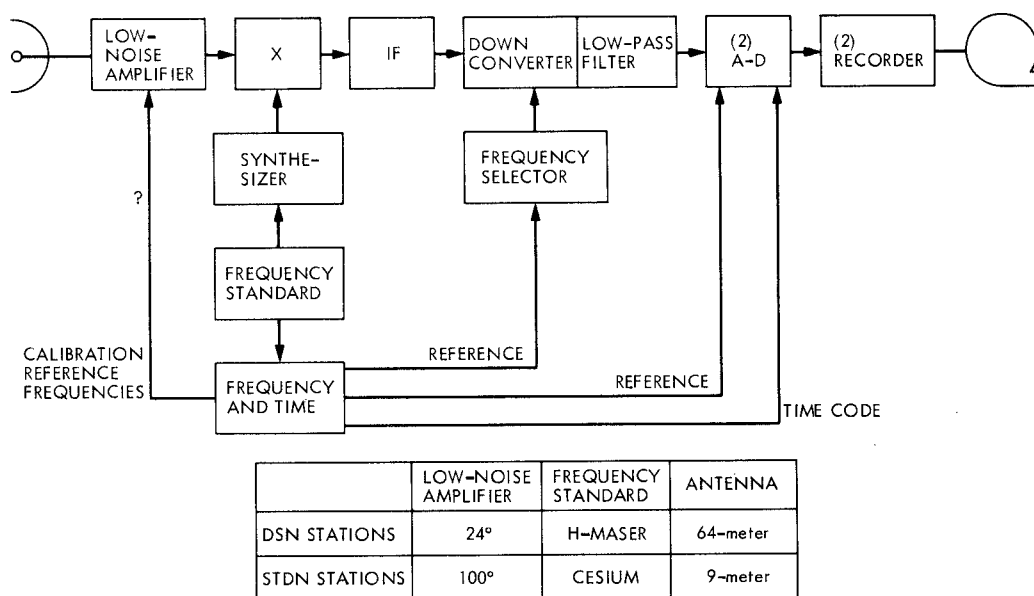 LOW-
NOISE
AMPLIFIER
X
IF
DOWN
CONVERTER
LOW-PASS
FILTER
(2)
A-D
(2)
RECORDER
SYNTHE-
SIZER
FREQUENCY
SELECTOR
?
FREQUENCY
STANDARD
CALIBRATION
REFERENCE
FREQUENCIES
FREQUENCY
AND TIME
REFERENCE
REFERENCE
TIME CODE
LOW-NOISE
AMPLIFIER
FREQUENCY
STANDARD
ANTENNA
DSN STATIONS
24°
H-MASER
64-meter
STDN STATIONS
100°
CESIUM
9-meter